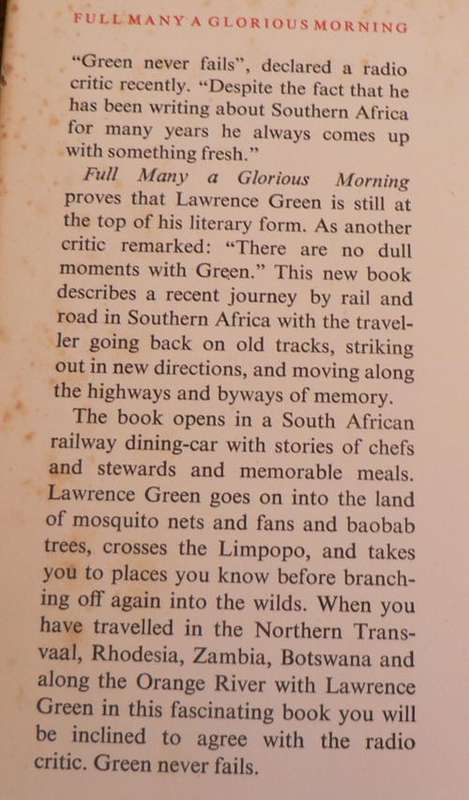 FULL MANY A GLORIOUS MORNING
“Green never fails”, declared a radio
critic recently. “Despite the fact that he
has been writing about Southern Africa
for many years he always comes up
with something fresh.”
Full Many a Glorious Morning
proves that Lawrence Green is still at
the top of his literary form. As another
critic remarked: “There are no dull
moments with Green.” This new book
describes a recent journey by rail and
road in Southern Africa with the travel-
ler going back on old tracks, striking
out in new directions, and moving along
the highways and byways of memory.
The book opens in a South African
railway dining-car with stories of chefs
and stewards and memorable meals.
Lawrence Green goes on into the land
of mosquito nets and fans and baobab
trees, crosses the Limpopo, and takes
you to places you know before branch-
ing off again into the wilds. When you
have travelled in the Northern Trans-
vaal, Rhodesia, Zambia, Botswana and
along the Orange River with Lawrence
Green in this fascinating book you will
be inclined to agree with the radio
critic. Green never fails.